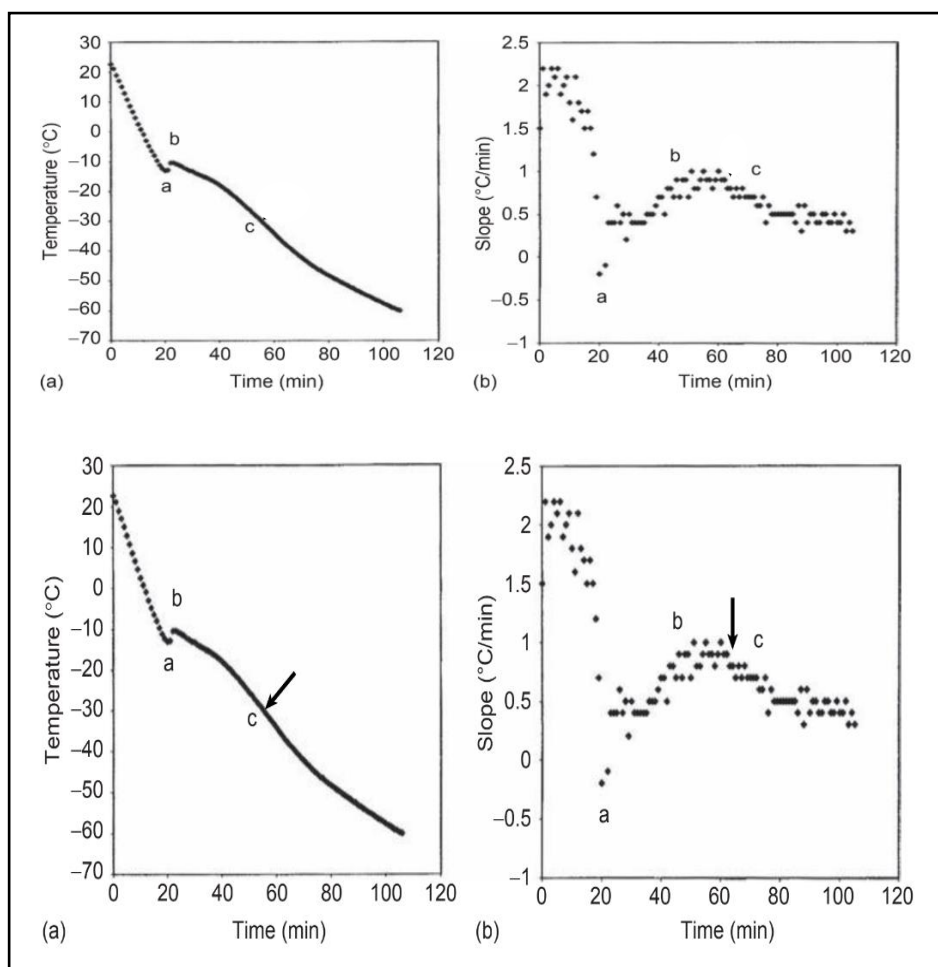 30
20
10
0
−10
−20
−30
−40
−50
−60
−70
Temperature (°C)
b
a
c
0 20 40 60 80 100 120
(a) Time (min)
2.5
2
1.5
1
0.5
0
−0.5
−1
Slope (°C/min)
b
c
a
0 20 40 60 80 100 120
(b) Time (min)
30
20
10
0
−10
−20
−30
−40
−50
−60
−70
Temperature (°C)
b
a
c
0 20 40 60 80 100 120
(a) Time (min)
2.5
2
1.5
1
0.5
0
−0.5
−1
Slope (°C/min)
b
c
a
0 20 40 60 80 100 120
(b) Time (min)